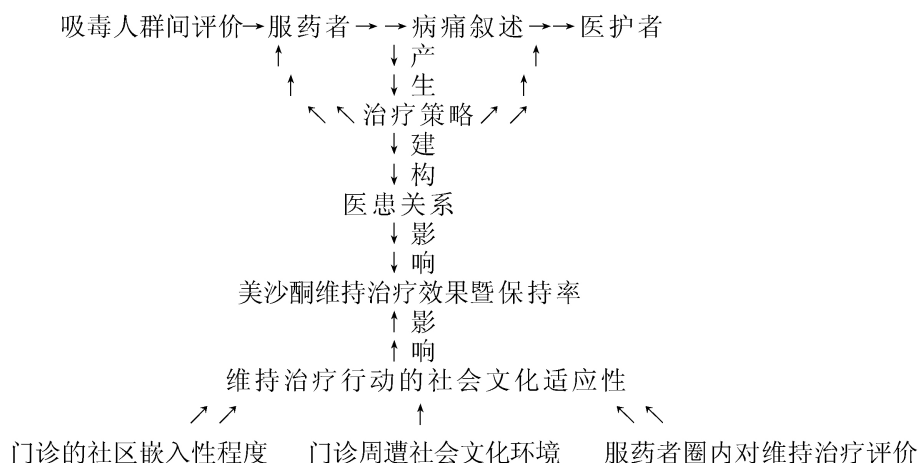 吸毒人群间评价→服药者→→病痛叙述→→医护者
↑ ↓产 ↑
↑ ↓生 ↑
↖↖治疗策略↗↗
↓建
↓构
医患关系
↓影
↓响
美沙酮维持治疗效果暨保持率
↑影
↑响
维持治疗行动的社会文化适应性
↗↗ ↑ ↖↖
门诊的社区嵌入性程度 门诊周遭社会文化环境 服药者圈内对维持治疗评价